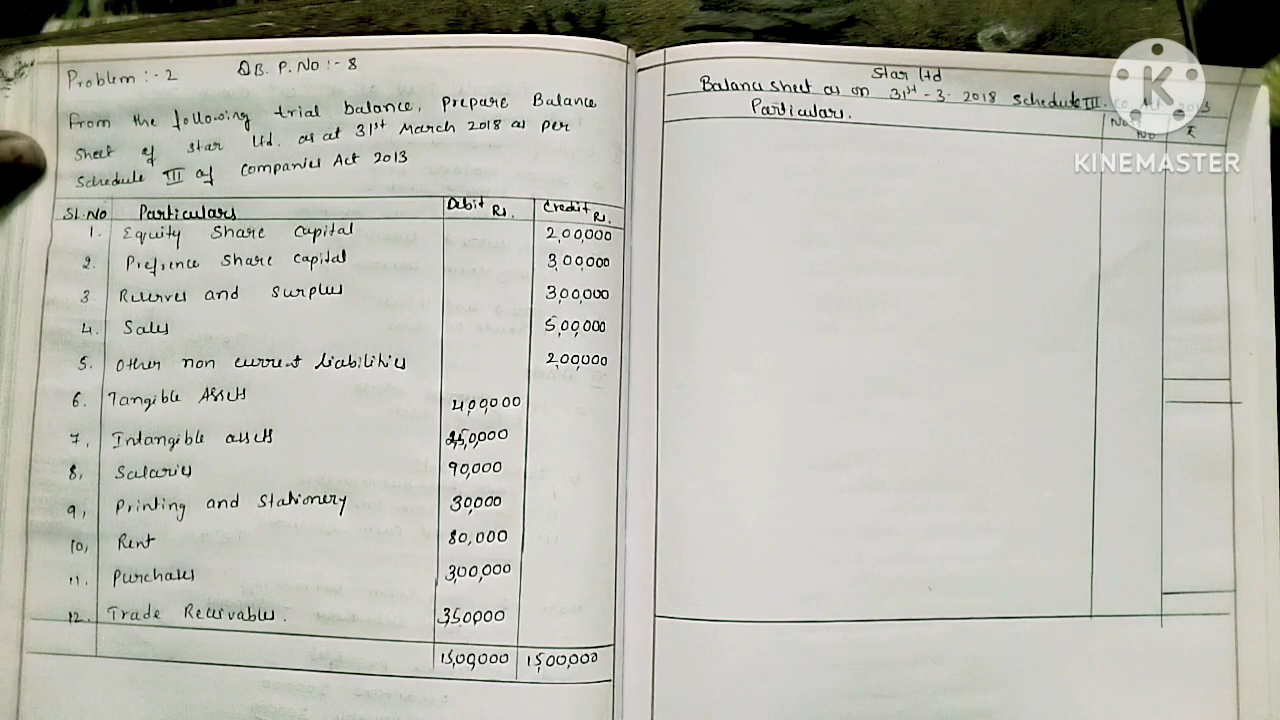 Problem :- 2 QB. P. No :- 8
From the following trial balance, prepare Balance
Sheet of Star Ltd. as at 31st March 2018 as per
Schedule III of Companies Act 2013
Sl. No Particulars Debit Rs. Credit Rs.
1. Equity Share Capital 2,00,000
2. Prefrence Share Capital 3,00,000
3. Reserves and Surplus 3,00,000
4. Sales 5,00,000
5. Other non current liabilities 2,00,000
6. Tangible Assets 4,00,000
7. Intangible assets 2,50,000
8. Salaries 90,000
9. Printing and Stationery 30,000
10. Rent 80,000
11. Purchases 3,00,000
12. Trade Receivables. 3,50,000
15,00,000 15,00,000
Star Ltd
Balance sheet as on 31st-3-2018 Schedule III.
Particulars.
₹
K
KINEMASTER